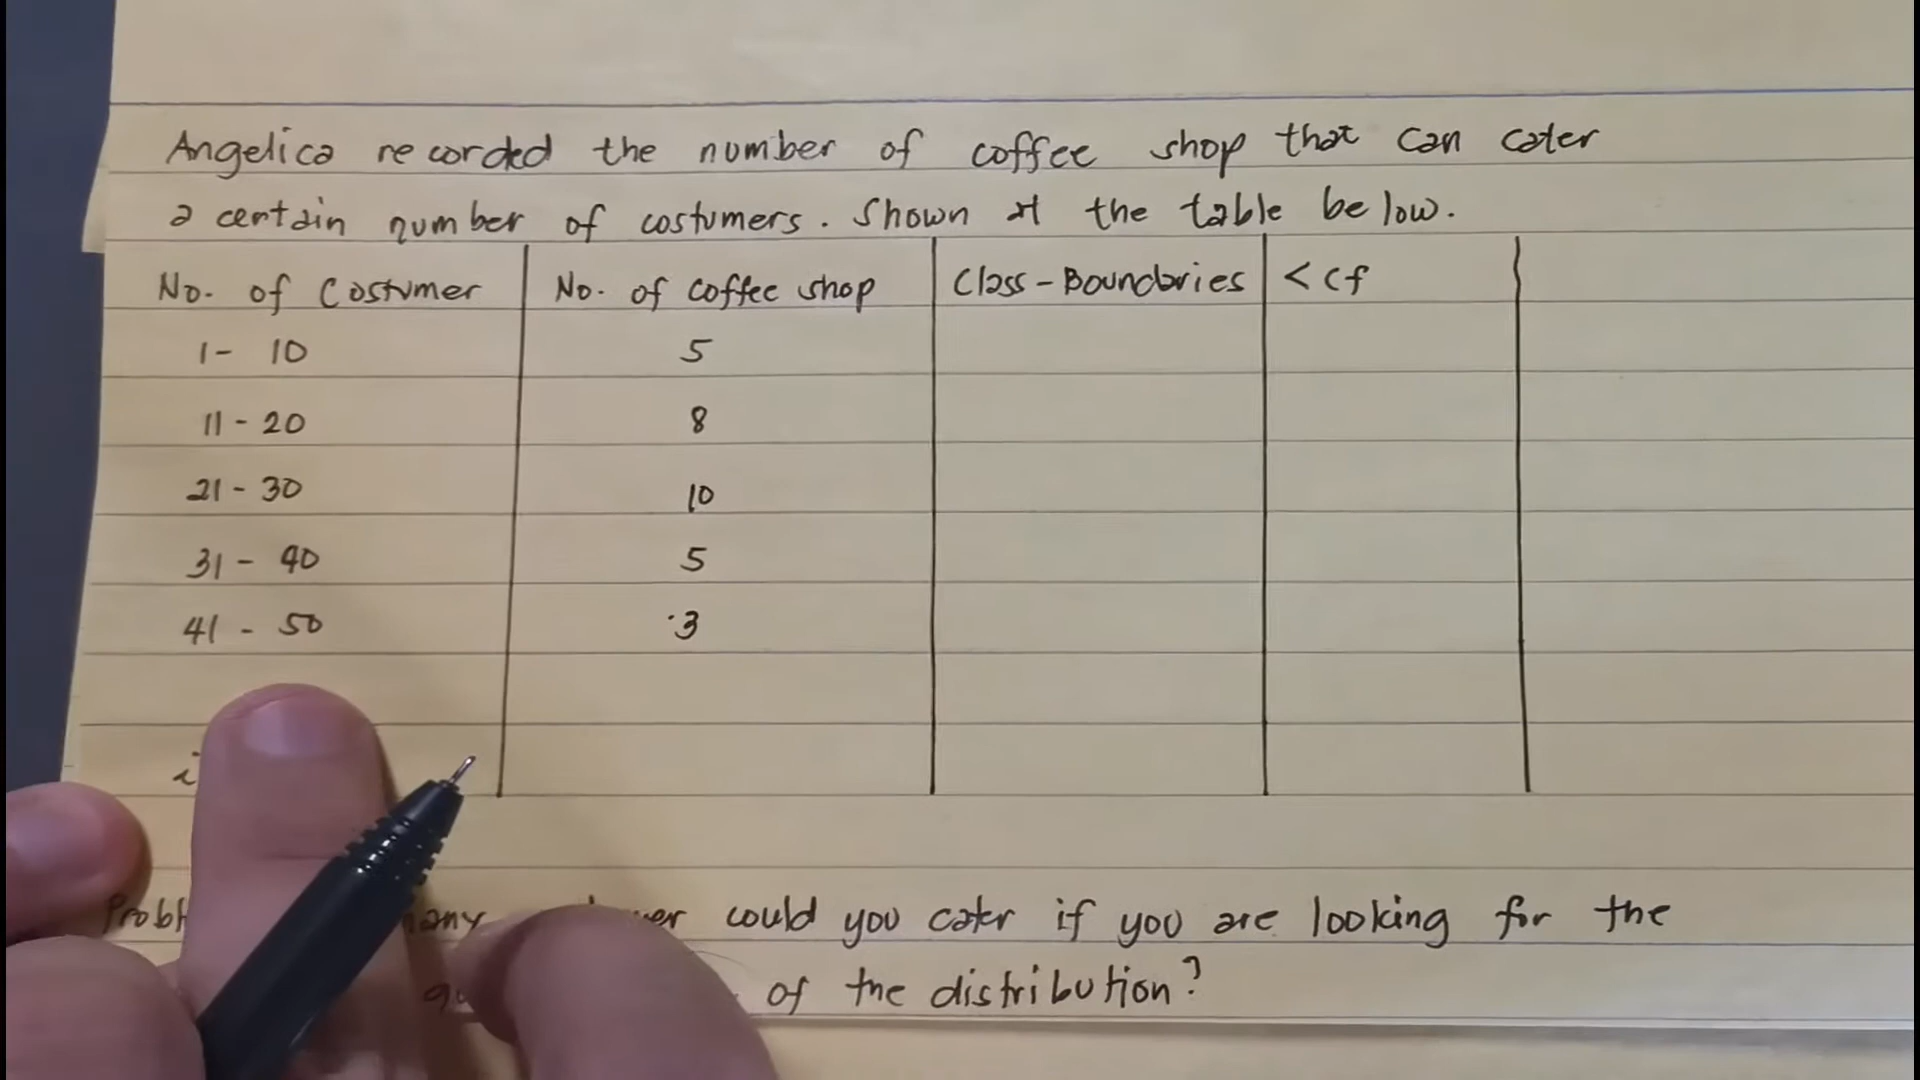 Angelica recorded the number of coffee shop that can cater
a certain number of costumers. Shown at the table below.
No. of Costumer No. of coffee shop Class-Boundaries <cf
1- 10 5
11-20 8
21-30 10
31- 40 5
41 - 50 3
i
could you cater if you are looking for the
of the distribution?